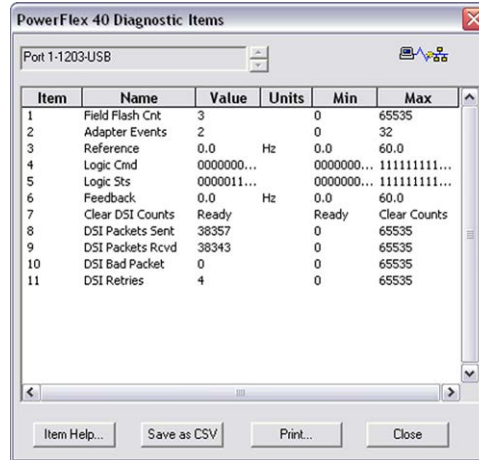 PowerFlex 40 Diagnostic Items
Port 1-1203-USB
Item Name Value Units Min Max
1 Field Flash Cnt 3 0 65535
2 Adapter Events 2 0 32
3 Reference 0.0 Hz 0.0 60.0
4 Logic Cmd 0000000... 0000000... 111111111...
5 Logic Sts 0000011... 0000000... 111111111...
6 Feedback 0.0 Hz 0.0 60.0
7 Clear DSI Counts Ready Ready Clear Counts
8 DSI Packets Sent 38357 0 65535
9 DSI Packets Rcvd 38343 0 65535
10 DSI Bad Packet 0 0 65535
11 DSI Retries 4 0 65535
Item Help... Save as CSV Print... Close